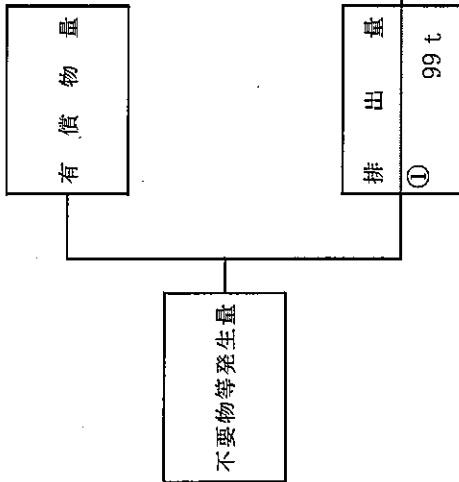 有償物量
不要物等発生量
排出量
①
99 t